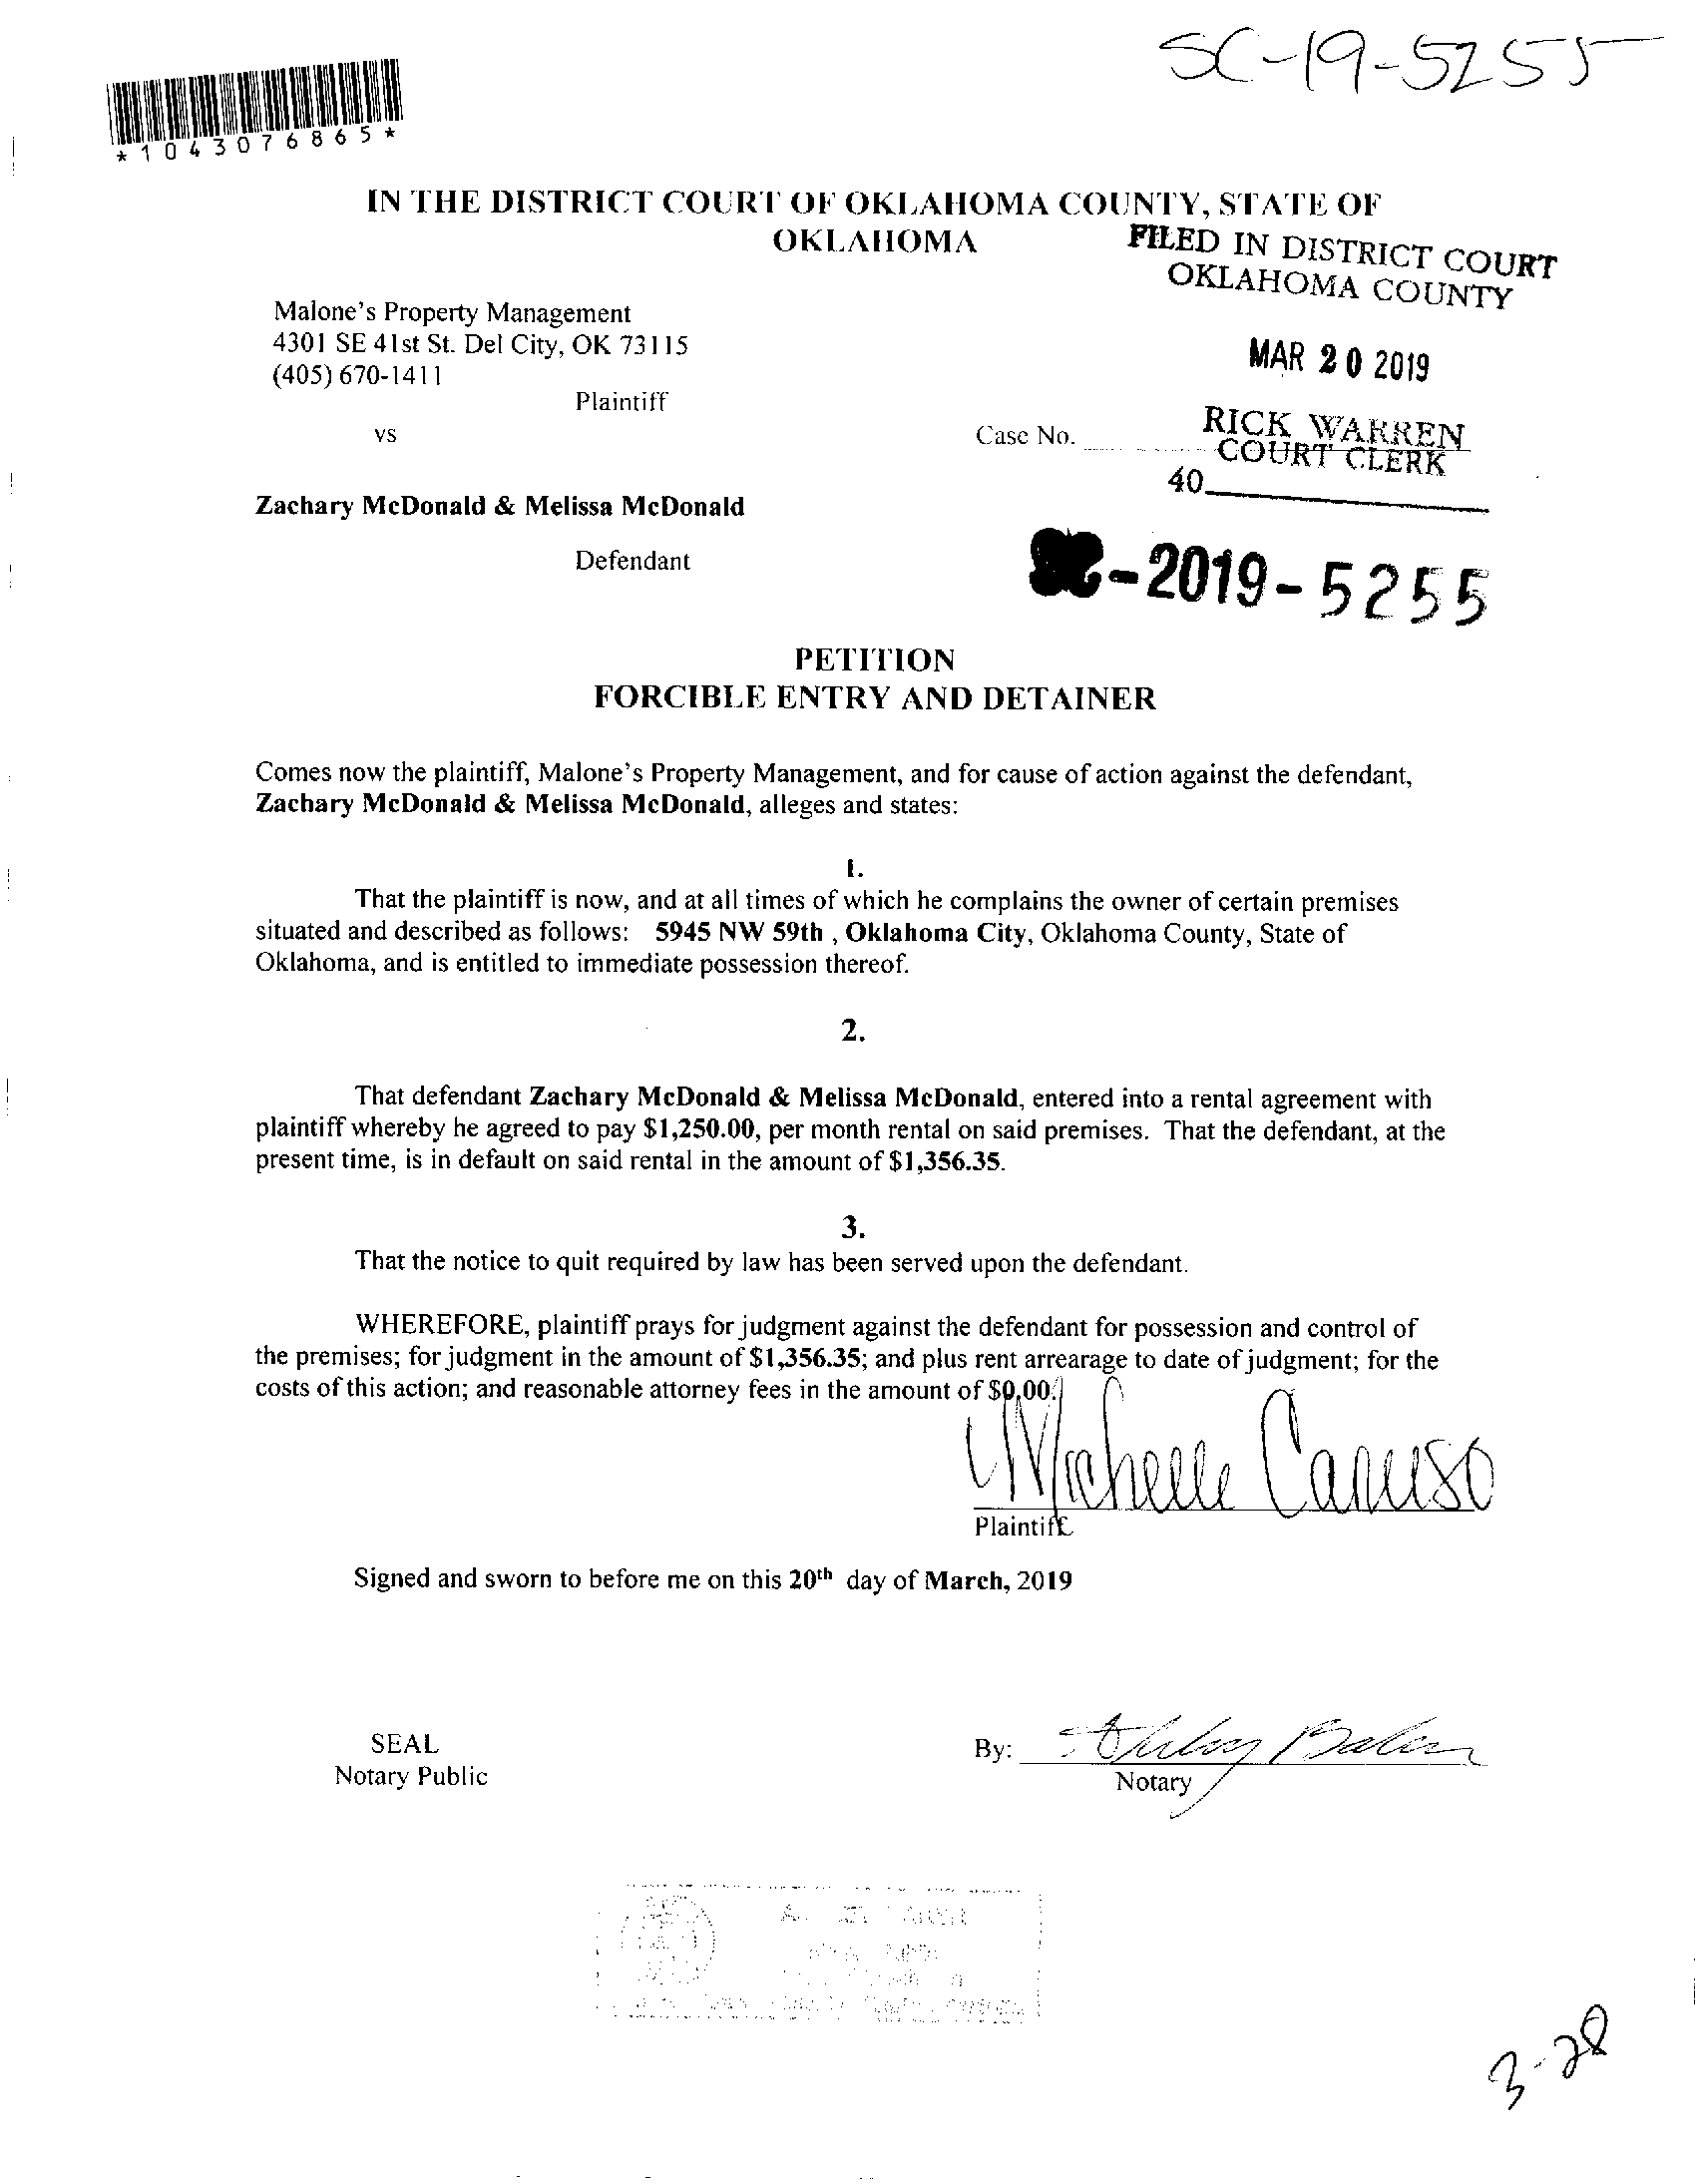 SC-19-5255
*1043076865*
IN THE DISTRICT COURT OF OKLAHOMA COUNTY, STATE OF
OKLAHOMA
FILED IN DISTRICT COURT
OKLAHOMA COUNTY
Malone's Property Management
4301 SE 41st St. Del City, OK 73115
(405) 670-1411
MAR 20 2019
Plaintiff
vs
Case No.
RICK WARREN
COURT CLERK
40
Zachary McDonald & Melissa McDonald
Defendant
-2019-5255
PETITION
FORCIBLE ENTRY AND DETAINER
Comes now the plaintiff, Malone's Property Management, and for cause of action against the defendant,
Zachary McDonald & Melissa McDonald, alleges and states:
1.
That the plaintiff is now, and at all times of which he complains the owner of certain premises
situated and described as follows: 5945 NW 59th , Oklahoma City, Oklahoma County, State of
Oklahoma, and is entitled to immediate possession thereof.
2.
That defendant Zachary McDonald & Melissa McDonald, entered into a rental agreement with
plaintiff whereby he agreed to pay $1,250.00, per month rental on said premises. That the defendant, at the
present time, is in default on said rental in the amount of $1,356.35.
3.
That the notice to quit required by law has been served upon the defendant.
WHEREFORE, plaintiff prays for judgment against the defendant for possession and control of
the premises; for judgment in the amount of $1,356.35; and plus rent arrearage to date of judgment; for the
costs of this action; and reasonable attorney fees in the amount of $0.00.
Michelle Caruso
Plaintiff
Signed and sworn to before me on this 20th day of March, 2019
SEAL
Notary Public
By:
Notary
3-28